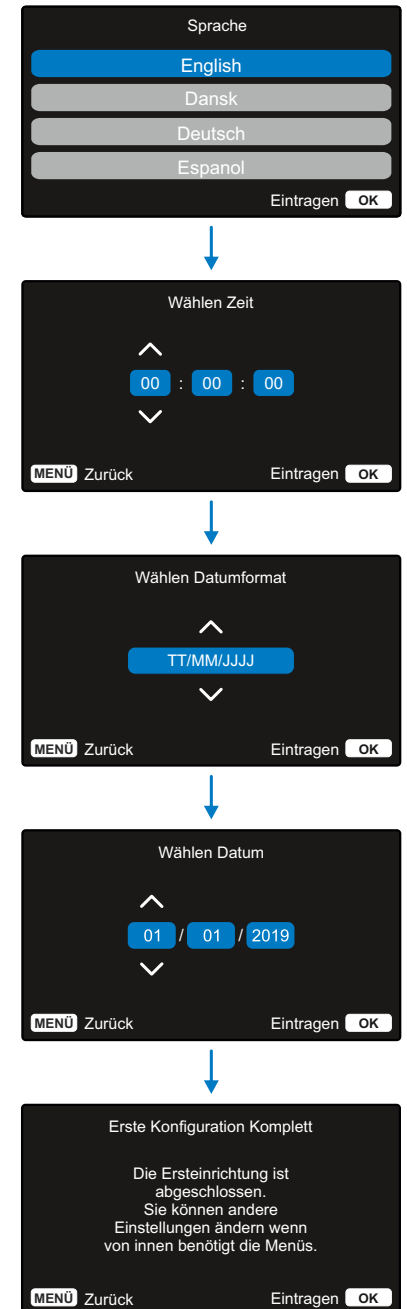 Sprache
English
Dansk
Deutsch
Espanol
Eintragen OK
Wählen Zeit
00 : 00 : 00
MENÜ Zurück Eintragen OK
Wählen Datumformat
TT/MM/JJJJ
MENÜ Zurück Eintragen OK
Wählen Datum
01 / 01 / 2019
MENÜ Zurück Eintragen OK
Erste Konfiguration Komplett
Die Ersteinrichtung ist
abgeschlossen.
Sie können andere
Einstellungen ändern wenn
von innen benötigt die Menüs.
MENÜ Zurück Eintragen OK